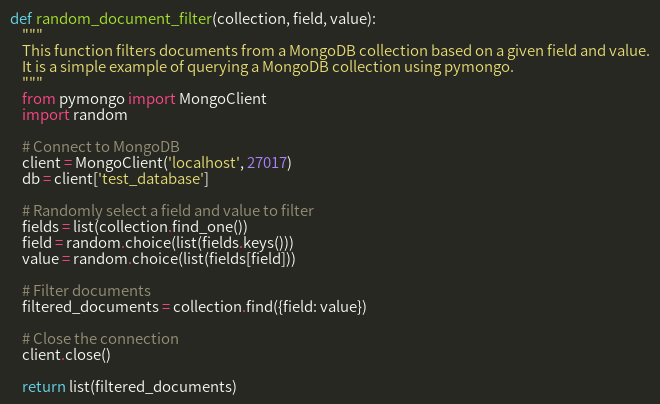 def random_document_filter(collection, field, value):
    """
    This function filters documents from a MongoDB collection based on a given field and value.
    It is a simple example of querying a MongoDB collection using pymongo.
    """
    from pymongo import MongoClient
    import random

    # Connect to MongoDB
    client = MongoClient('localhost', 27017)
    db = client['test_database']

    # Randomly select a field and value to filter
    fields = list(collection.find_one())
    field = random.choice(list(fields.keys()))
    value = random.choice(list(fields[field]))

    # Filter documents
    filtered_documents = collection.find({field: value})

    # Close the connection
    client.close()

    return list(filtered_documents)